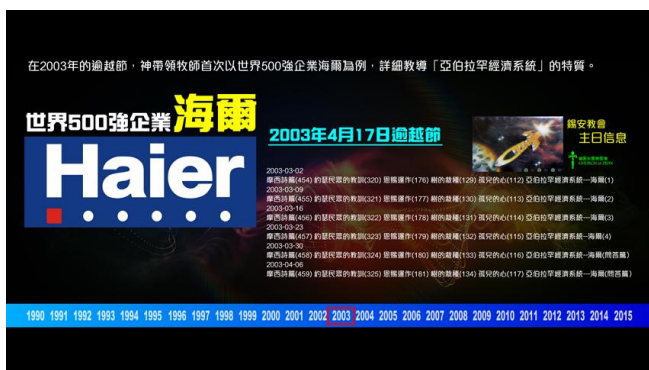 在2003年的逾越節，神帶領牧師首次以世界500強企業海爾為例，詳細教導「亞伯拉罕經濟系統」的特質。
世界500強企業海爾
Haier
2003年4月17日逾越節
錫安教會
主日信息
2003-03-02
摩西詩篇(454) 約瑟民眾的教訓(320) 恩賜運作(176) 樹的栽種(129) 孤兒的心(112) 亞伯拉罕經濟系統—海爾(1)
2003-03-09
摩西詩篇(455) 約瑟民眾的教訓(321) 恩賜運作(177) 樹的栽種(130) 孤兒的心(113) 亞伯拉罕經濟系統—海爾(2)
2003-03-16
摩西詩篇(456) 約瑟民眾的教訓(322) 恩賜運作(178) 樹的栽種(131) 孤兒的心(114) 亞伯拉罕經濟系統—海爾(3)
2003-03-23
摩西詩篇(457) 約瑟民眾的教訓(323) 恩賜運作(179) 樹的栽種(132) 孤兒的心(115) 亞伯拉罕經濟系統—海爾(4)
2003-03-30
摩西詩篇(458) 約瑟民眾的教訓(324) 恩賜運作(180) 樹的栽種(133) 孤兒的心(116) 亞伯拉罕經濟系統—海爾(問答篇)
2003-04-06
摩西詩篇(459) 約瑟民眾的教訓(325) 恩賜運作(181) 樹的栽種(134) 孤兒的心(117) 亞伯拉罕經濟系統—海爾(問答篇)
1990 1991 1992 1993 1994 1995 1996 1997 1998 1999 2000 2001 2002 2003 2004 2005 2006 2007 2008 2009 2010 2011 2012 2013 2014 2015